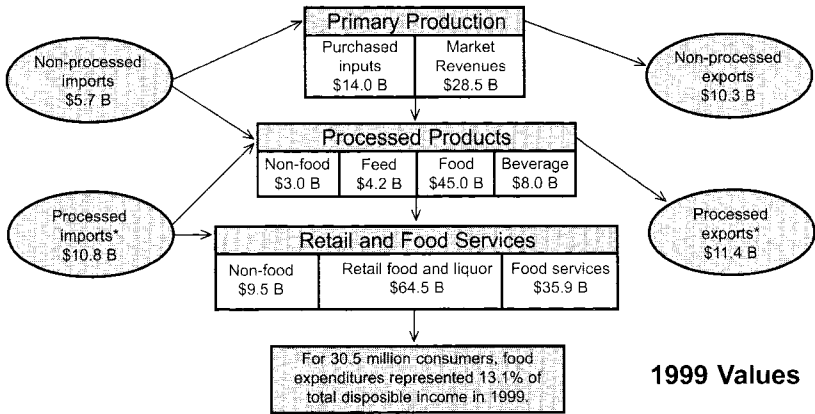 Primary Production
Purchased inputs
$14.0 B
Market Revenues
$28.5 B
Non-processed
imports
$5.7 B
Non-processed
exports
$10.3 B
Processed Products
Non-food
$3.0 B
Feed
$4.2 B
Food
$45.0 B
Beverage
$8.0 B
Processed
imports*
$10.8 B
Processed
exports*
$11.4 B
Retail and Food Services
Non-food
$9.5 B
Retail food and liquor
$64.5 B
Food services
$35.9 B
For 30.5 million consumers, food
expenditures represented 13.1% of
total disposable income in 1999.
1999 Values